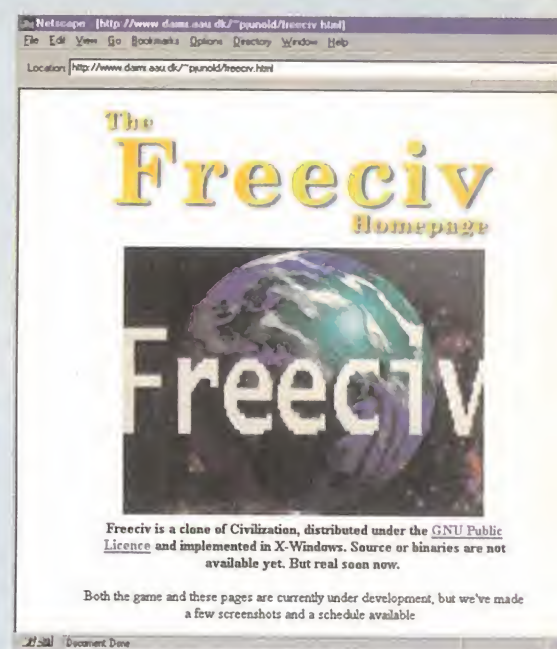 Netscape [http://www.daimi.aau.dk/~pjunold/freeciv.html]
File Edit View Go Bookmarks Options Directory Window Help
Location: http://www.daimi.aau.dk/~pjunold/freeciv.html
The
Freeciv
Homepage
Freeciv
Freeciv is a clone of Civilization, distributed under the GNU Public
Licence and implemented in X-Windows. Source or binaries are not
available yet. But real soon now.
Both the game and these pages are currently under development, but we've made
a few screenshots and a schedule available
Document Done